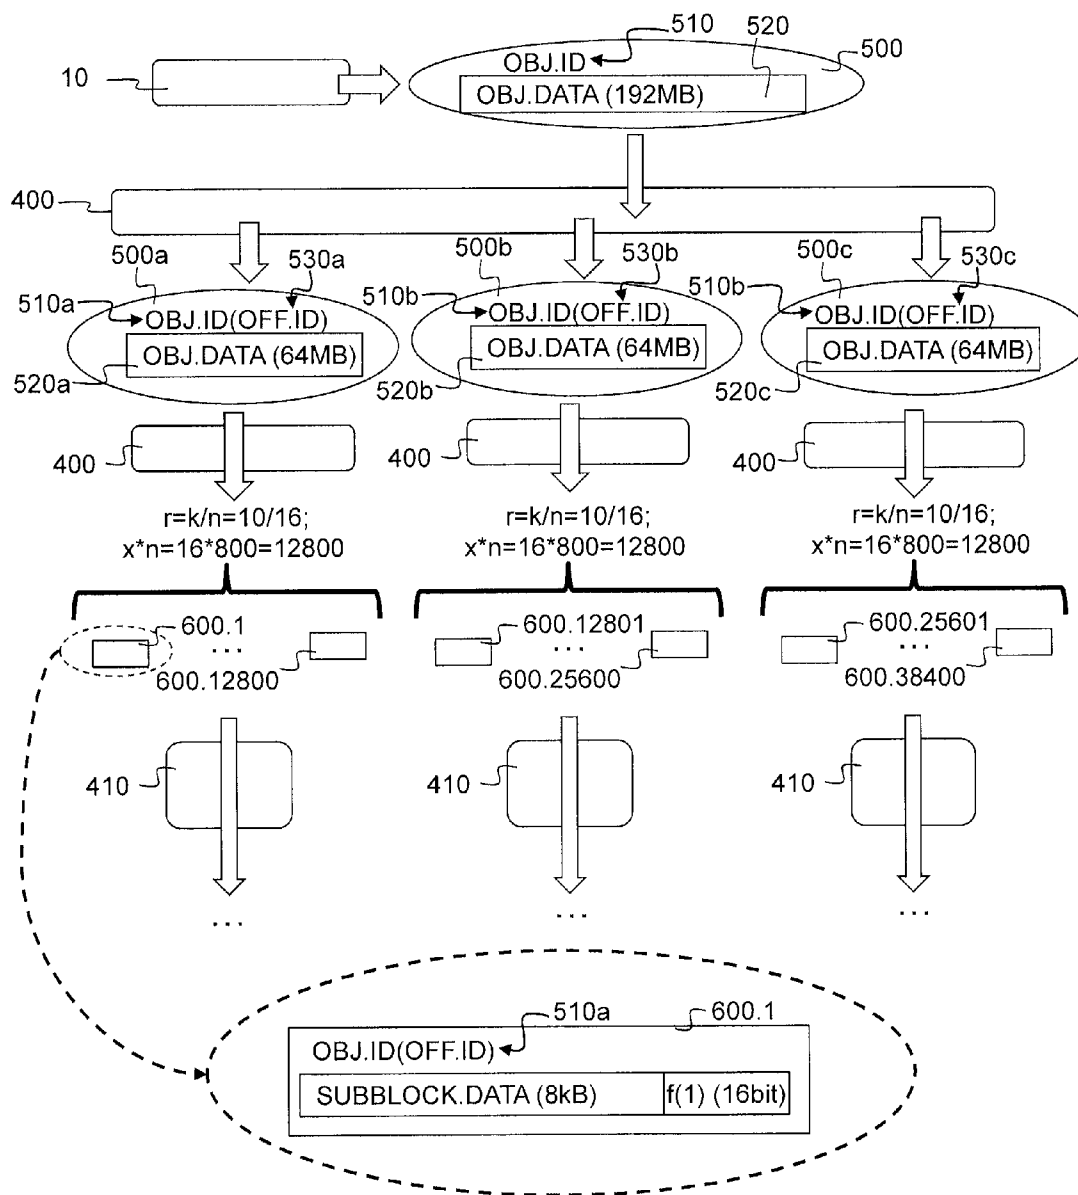 510
520
500
10
OBJ.ID
OBJ.DATA (192MB)
400
500a
530a
500b
530b
500c
530c
510a
510b
510b
OBJ.ID(OFF.ID)
OBJ.ID(OFF.ID)
OBJ.ID(OFF.ID)
OBJ.DATA (64MB)
OBJ.DATA (64MB)
OBJ.DATA (64MB)
520a
520b
520c
400
400
400
r=k/n=10/16;
x*n=16*800=12800
r=k/n=10/16;
x*n=16*800=12800
r=k/n=10/16;
x*n=16*800=12800
600.1
...
600.12800
600.12801
...
600.25600
600.25601
...
600.38400
410
410
410
...
...
...
510a
600.1
OBJ.ID(OFF.ID)
SUBBLOCK.DATA (8kB)
f(1) (16bit)